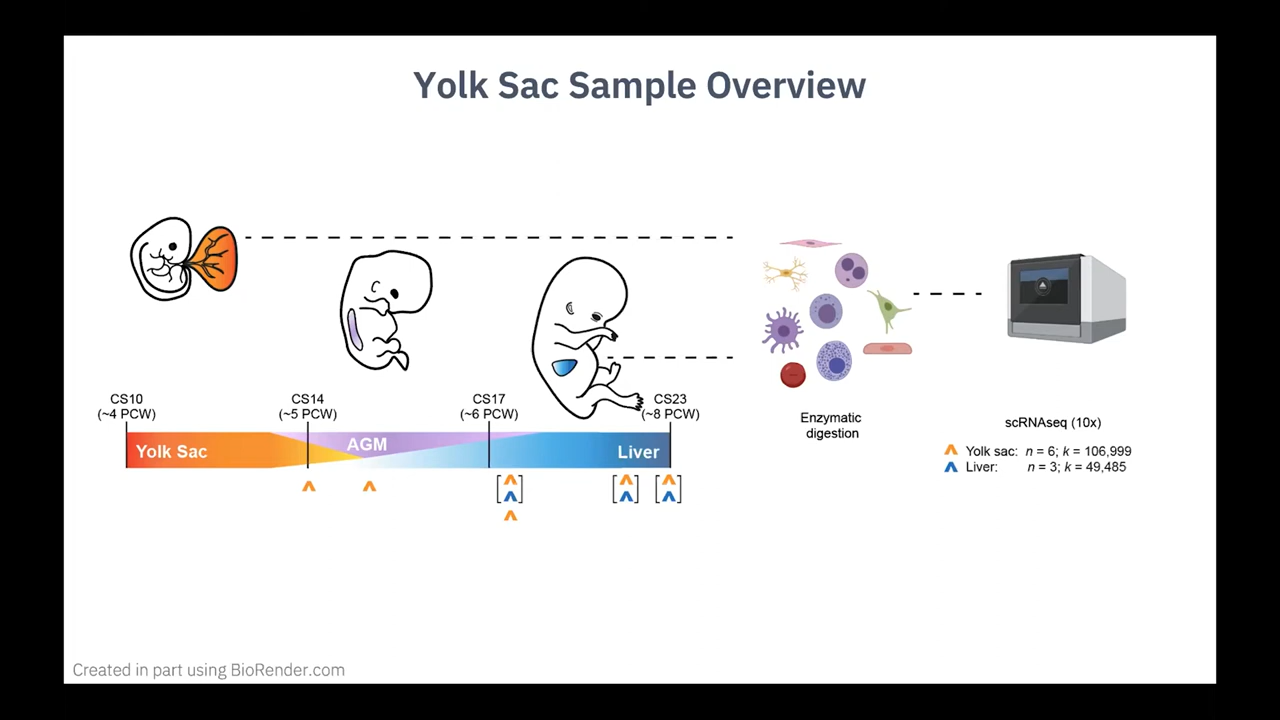 Yolk Sac Sample Overview
CS10
(~4 PCW)
CS14
(~5 PCW)
CS17
(~6 PCW)
CS23
(~8 PCW)
Yolk Sac
AGM
Liver
Enzymatic
digestion
scRNAseq (10x)
Yolk sac: n = 6; k = 106,999
Liver: n = 3; k = 49,485
Created in part using BioRender.com